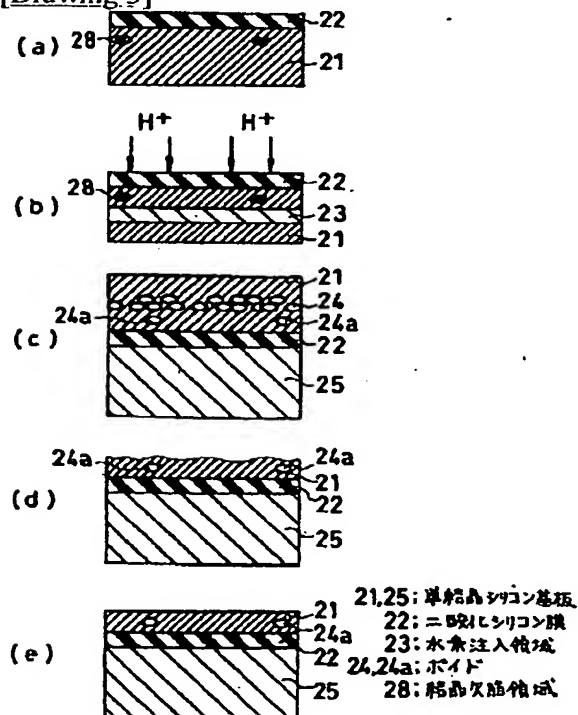 [Drawing 5]
(a)
28
22
21
H+ H+
(b)
28
22
23
21
(c)
24a
21
24
24a
22
25
(d)
24a
24a
21
22
25
(e)
21
24a
22
25
21,25; 単結晶シリコン基板
22; 二酸化シリコン膜
23; 水素注入領域
24,24a; ボイド
28; 結晶欠陥領域